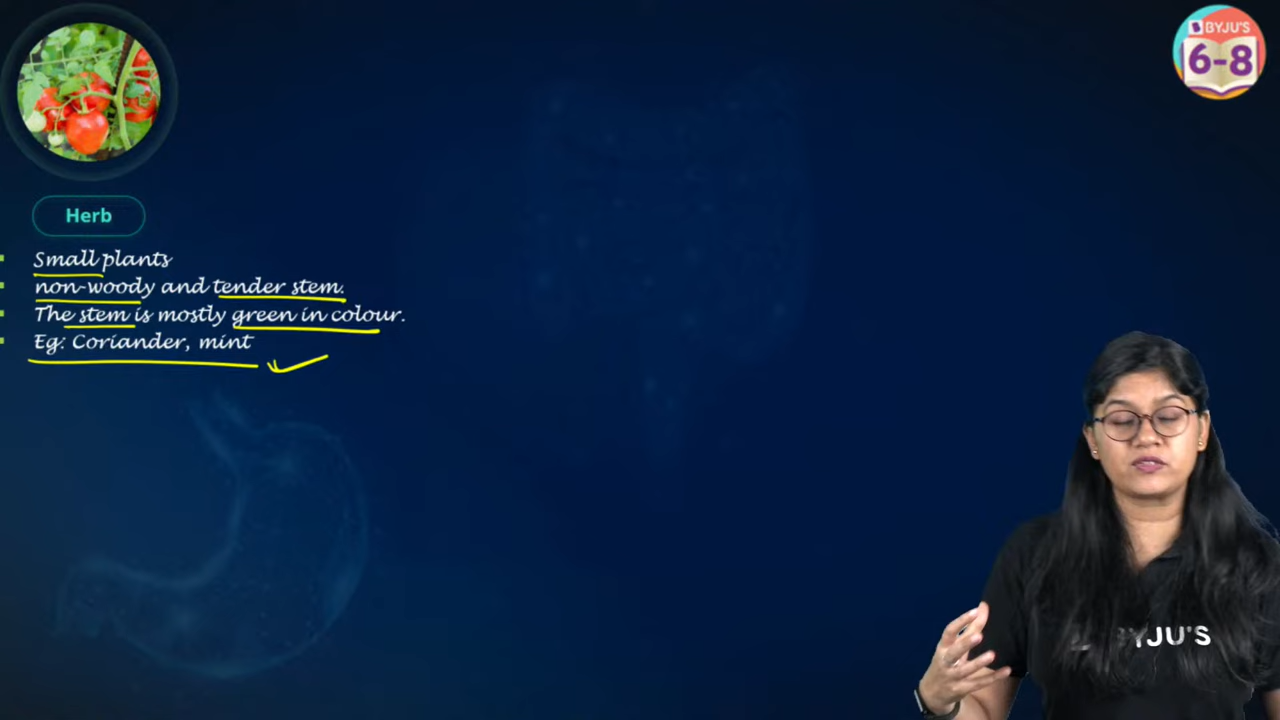 BYJU'S
6-8
Herb
Small plants
non-woody and tender stem.
The stem is mostly green in colour.
Eg: Coriander, mint
BYJU'S